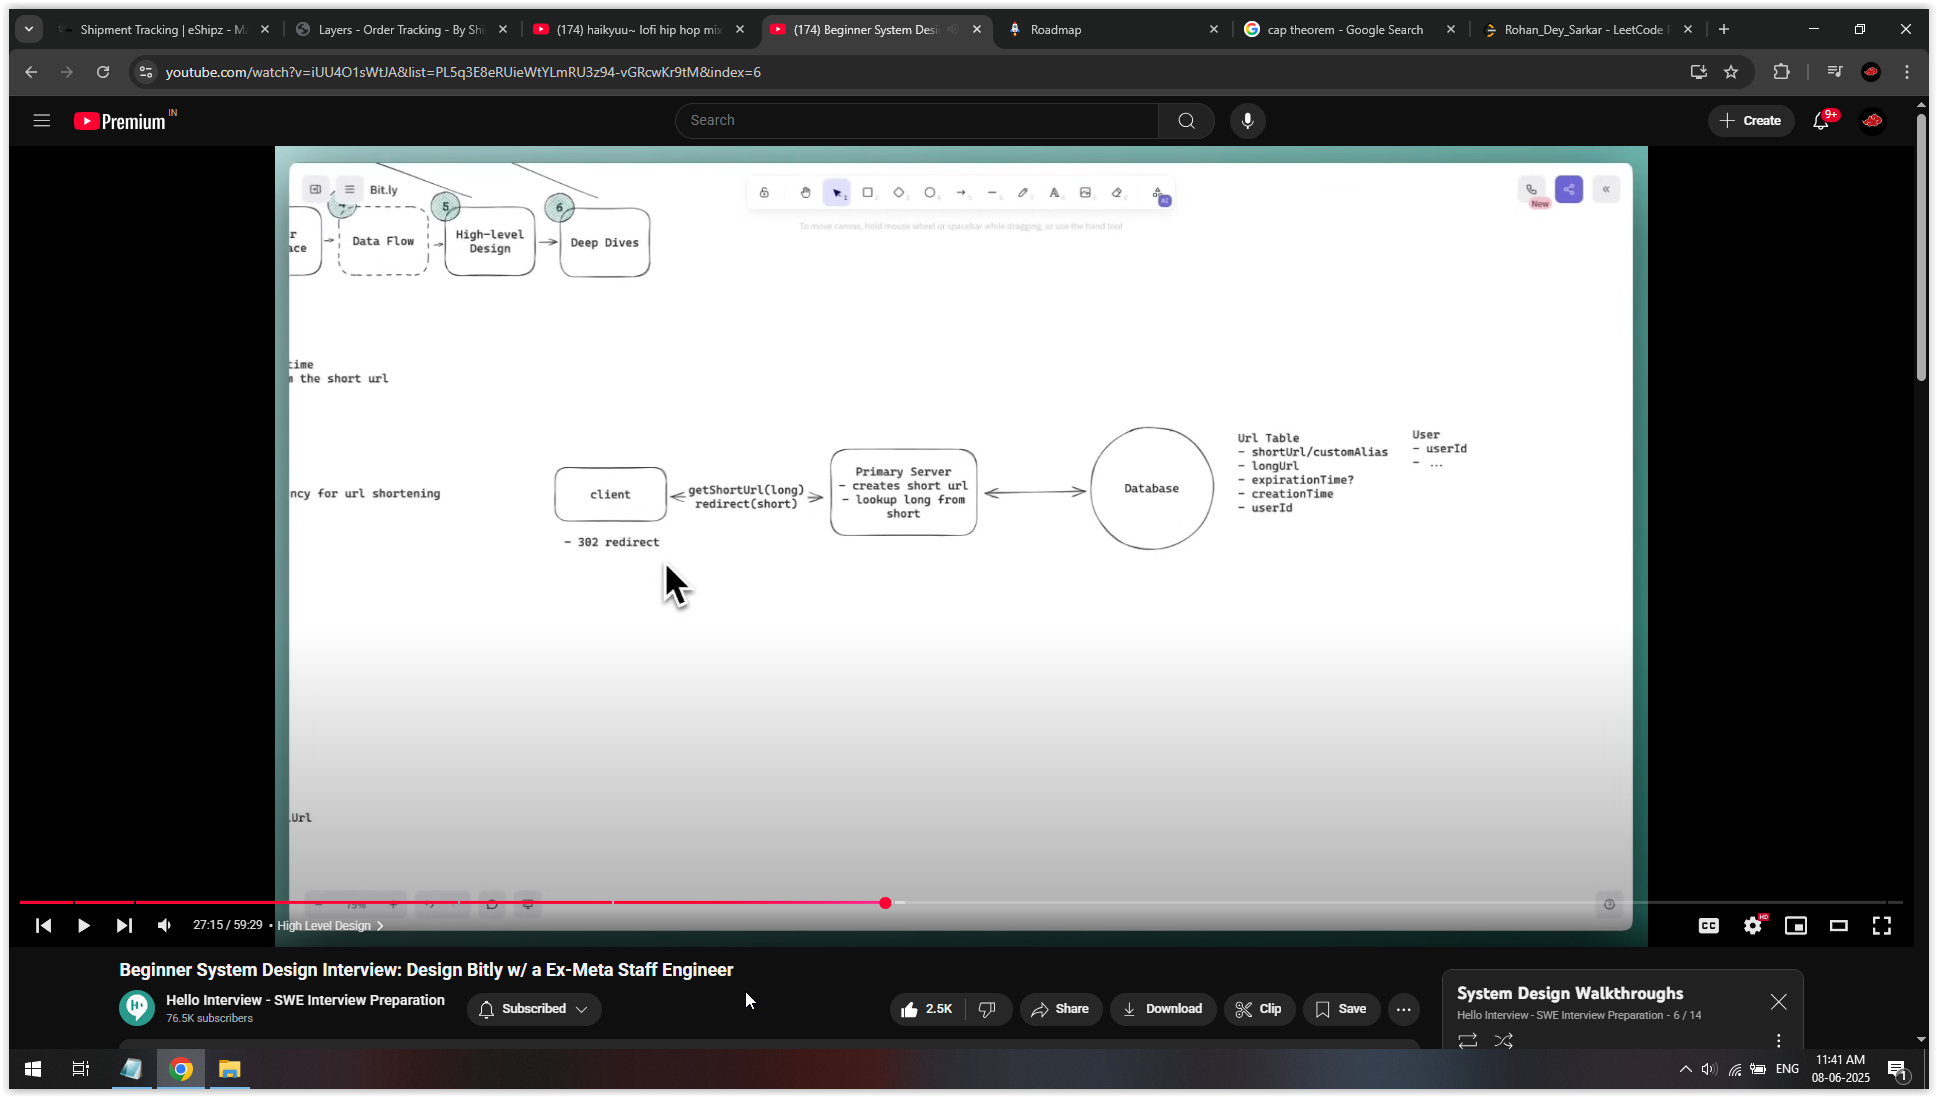 Shipment Tracking | eShipz - M
Layers - Order Tracking - By Sh
(174) haikyuu~ lofi hip hop mix
(174) Beginner System Desi
Roadmap
cap theorem - Google Search
Rohan_Dey_Sarkar - LeetCode
youtube.com/watch?v=iUU4O1sWtJA&list=PL5q3E8eRUieWtYLmRU3z94-vGRcwKr9tM&index=6
Premium IN
Search
Create
9+
Bit.ly
New
AI
To move canvas, hold mouse wheel or spacebar while dragging, or use the hand tool
r
ace
Data Flow
5
High-level
Design
6
Deep Dives
time
the short url
ncy for url shortening
client
- 302 redirect
getShortUrl(long)
redirect(short)
Primary Server
- creates short url
- lookup long from
short
Database
Url Table
- shortUrl/customAlias
- longUrl
- expirationTime?
- creationTime
- userId
User
- userId
- ...
Url
75%
27:15 / 59:29 • High Level Design
CC
HD
Beginner System Design Interview: Design Bitly w/ a Ex-Meta Staff Engineer
Hello Interview - SWE Interview Preparation
76.5K subscribers
Subscribed
2.5K
Share
Download
Clip
Save
System Design Walkthroughs
Hello Interview - SWE Interview Preparation - 6 / 14
ENG
11:41 AM
08-06-2025
1